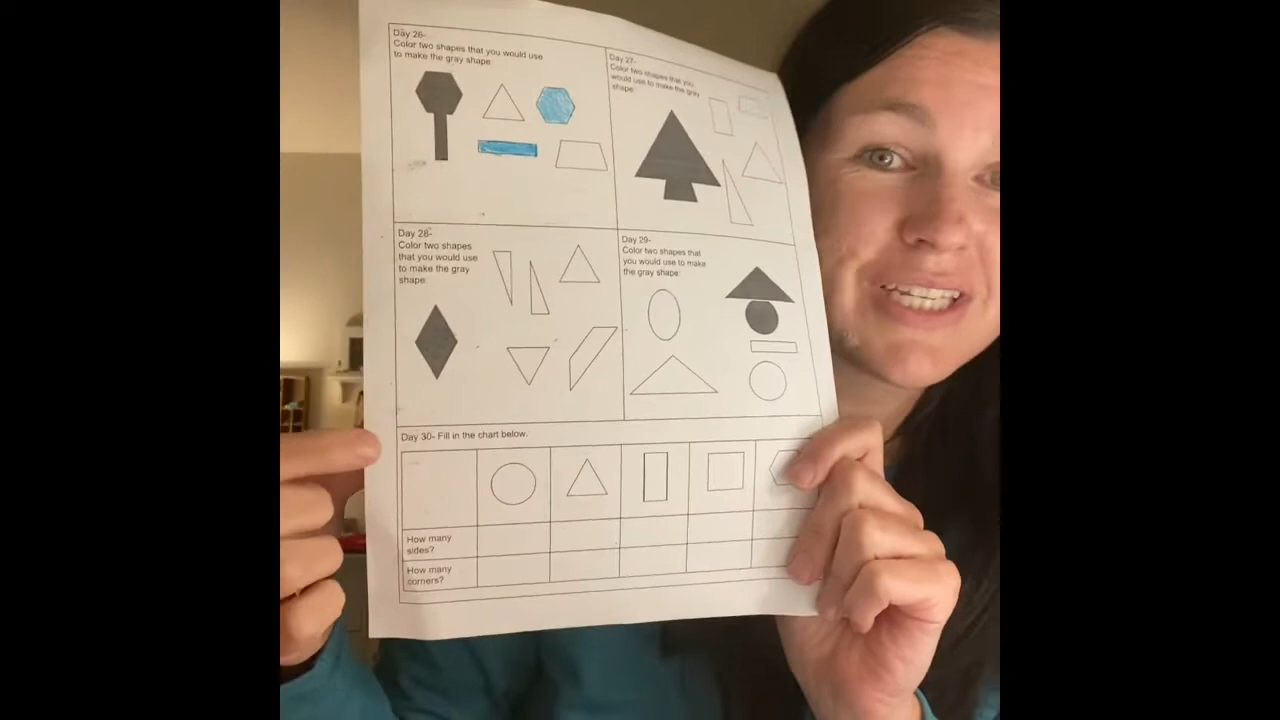 Day 26-
Color two shapes that you would use
to make the gray shape:
Day 27-
Color two shapes that you
would use to make the gray
shape:
Day 28-
Color two shapes
that you would use
to make the gray
shape:
Day 29-
Color two shapes that
you would use to make
the gray shape:
Day 30- Fill in the chart below.
How many
sides?
How many
corners?